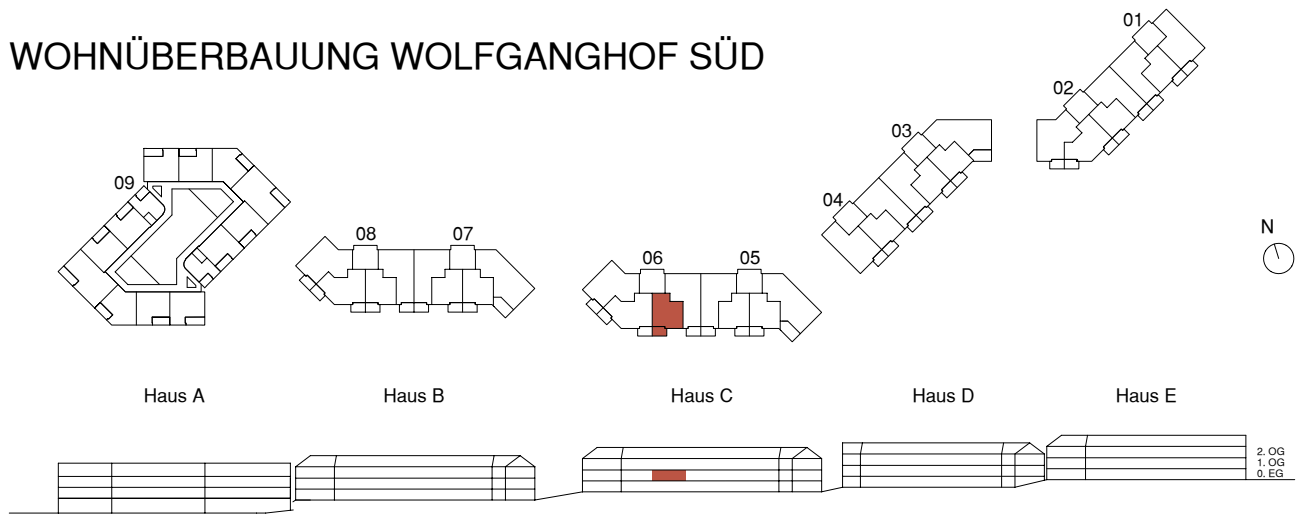 WOHNÜBERBAUUNG WOLFGANGHOF SÜD
01
02
03
04
09
08
07
06
05
N
Haus A
Haus B
Haus C
Haus D
Haus E
2. OG
1. OG
0. EG